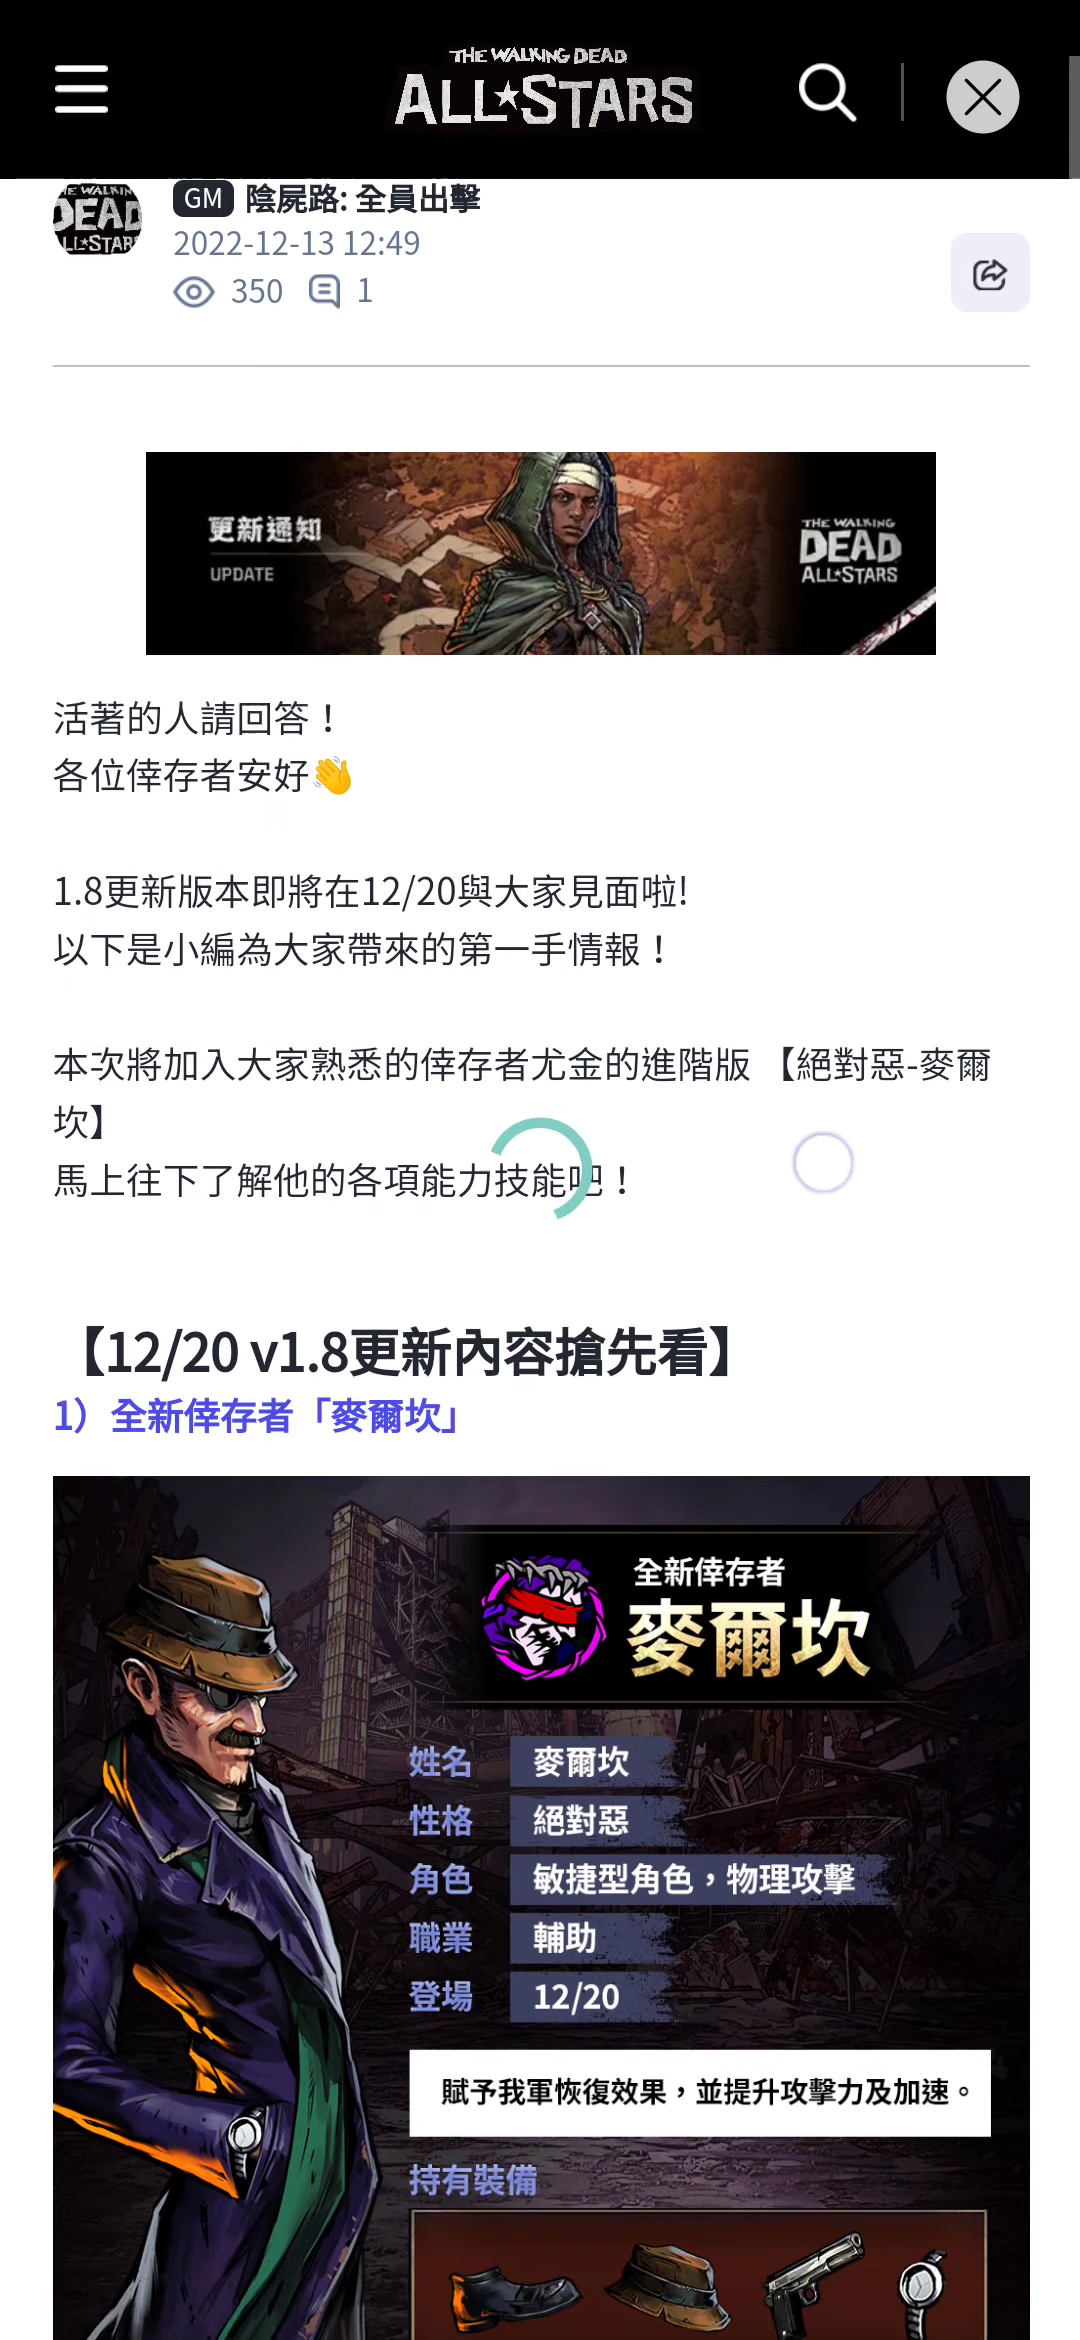 THE WALKING DEAD
ALL★STARS
THE WALKIN
DEAD
LL★STAR
GM 陰屍路: 全員出擊
2022-12-13 12:49
350 1
更新通知
UPDATE
THE WALKING
DEAD
ALL★STARS
活著的人請回答！
各位倖存者安好👋
1.8更新版本即將在12/20與大家見面啦!
以下是小編為大家帶來的第一手情報！
本次將加入大家熟悉的倖存者尤金的進階版 【絕對惡-麥爾
坎】
馬上往下了解他的各項能力技能吧！
【12/20 v1.8更新內容搶先看】
1）全新倖存者「麥爾坎」
全新倖存者
麥爾坎
姓名 麥爾坎
性格 絕對惡
角色 敏捷型角色，物理攻擊
職業 輔助
登場 12/20
賦予我軍恢復效果，並提升攻擊力及加速。
持有裝備